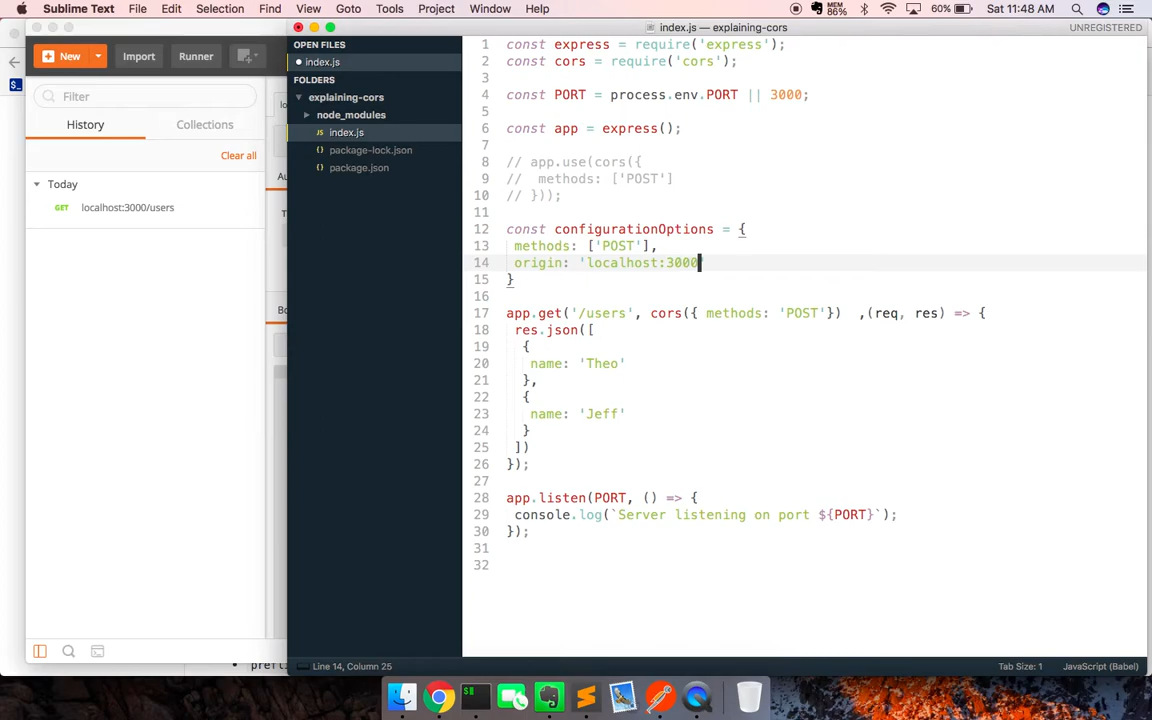 Sublime Text File Edit Selection Find View Goto Tools Project Window Help MEM 86% 60% Sat 11:48 AM
index.js — explaining-cors UNREGISTERED
New Import Runner
Filter
History Collections
Clear all
Today
GET localhost:3000/users
OPEN FILES
index.js
FOLDERS
explaining-cors
node_modules
JS index.js
package-lock.json
package.json
1 const express = require('express');
2 const cors = require('cors');
3
4 const PORT = process.env.PORT || 3000;
5
6 const app = express();
7
8 // app.use(cors({
9 //  methods: ['POST']
10 // }));
11
12 const configurationOptions = {
13 methods: ['POST'],
14 origin: 'localhost:3000'
15 }
16
17 app.get('/users', cors({ methods: 'POST'})  ,(req, res) => {
18 res.json([
19 {
20 name: 'Theo'
21 },
22 {
23 name: 'Jeff'
24 }
25 ])
26 });
27
28 app.listen(PORT, () => {
29 console.log(`Server listening on port ${PORT}`);
30 });
31
32
Line 14, Column 25 Tab Size: 1 JavaScript (Babel)